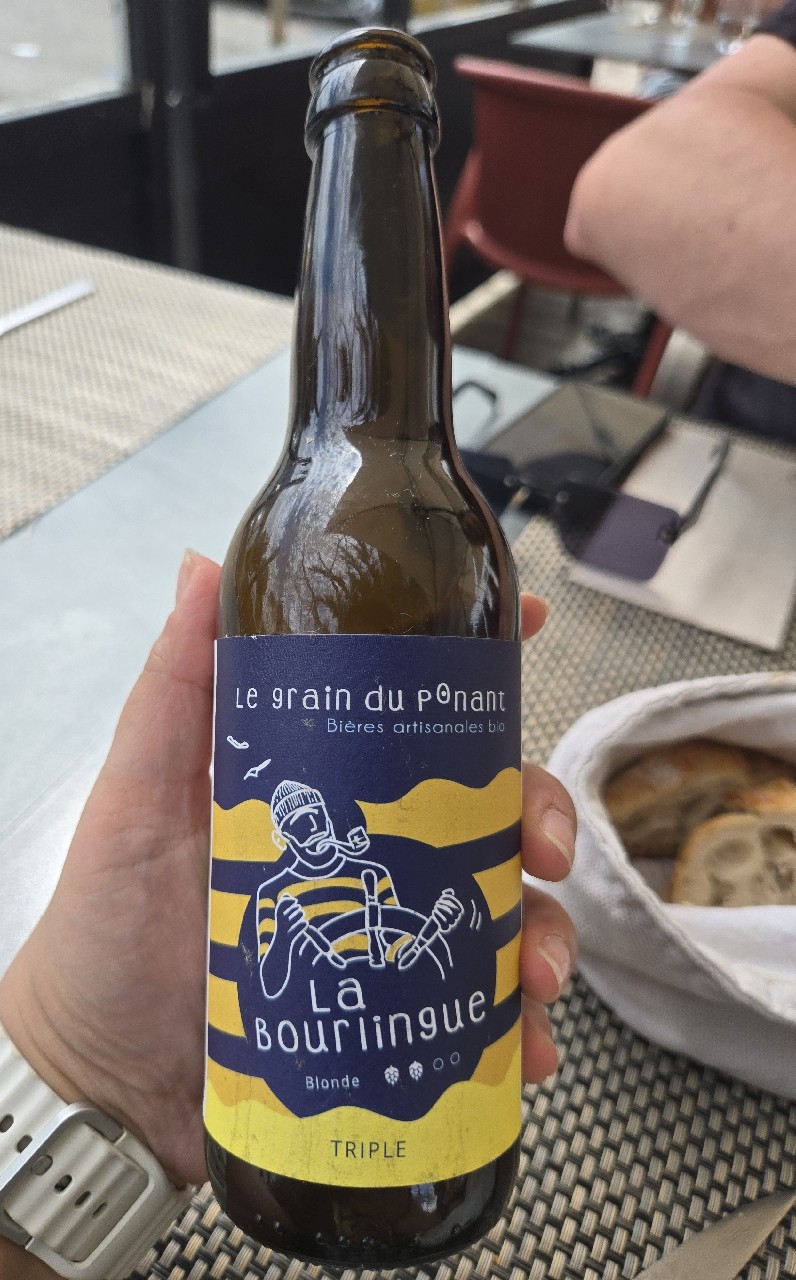 Le grain du Ponant
Bières artisanales bio
La
Bourlingue
Blonde
TRIPLE